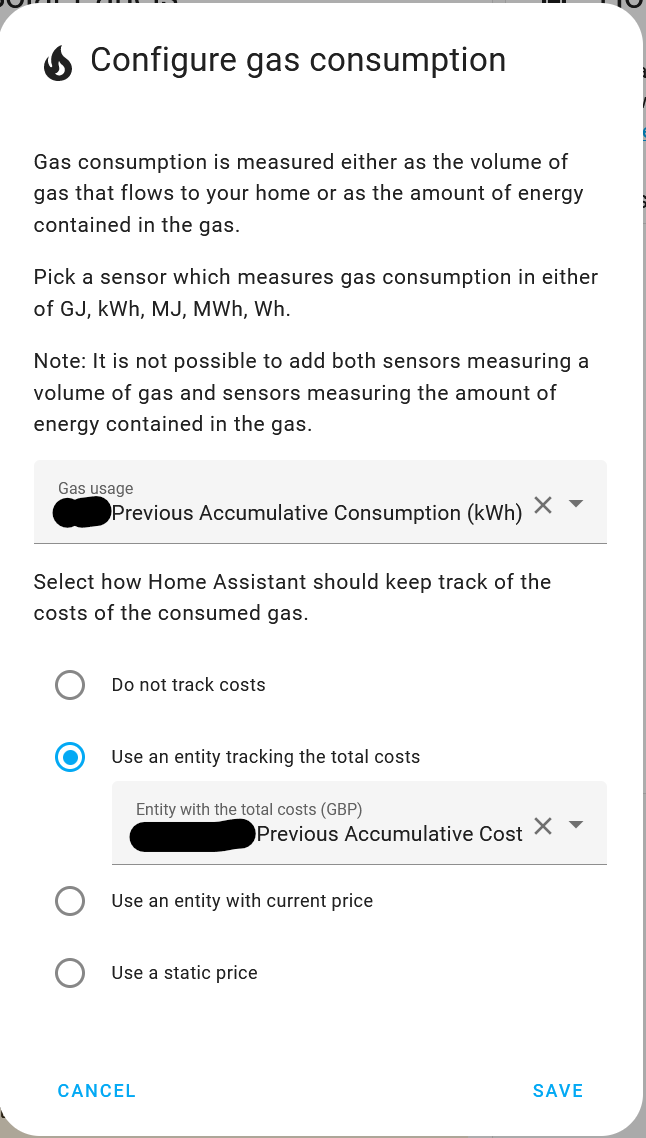 Configure gas consumption
Gas consumption is measured either as the volume of
gas that flows to your home or as the amount of energy
contained in the gas.
Pick a sensor which measures gas consumption in either
of GJ, kWh, MJ, MWh, Wh.
Note: It is not possible to add both sensors measuring a
volume of gas and sensors measuring the amount of
energy contained in the gas.
Gas usage
Previous Accumulative Consumption (kWh)
Select how Home Assistant should keep track of the
costs of the consumed gas.
Do not track costs
Use an entity tracking the total costs
Entity with the total costs (GBP)
Previous Accumulative Cost
Use an entity with current price
Use a static price
CANCEL
SAVE